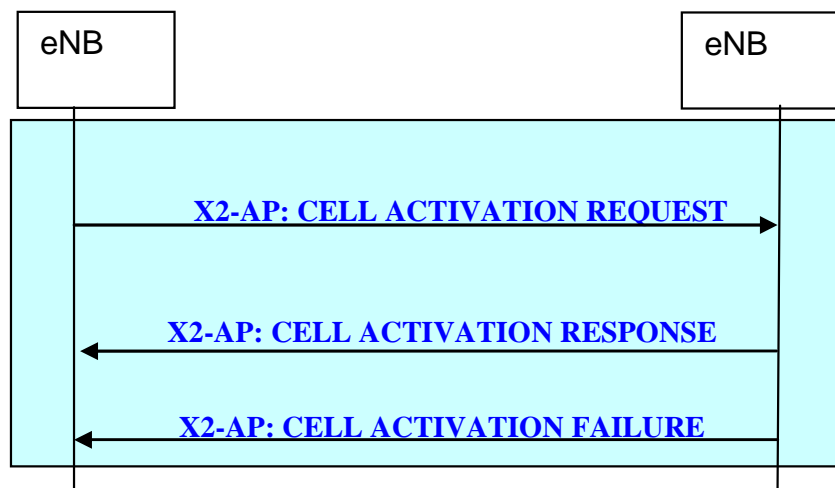 eNB
eNB
X2-AP: CELL ACTIVATION REQUEST
X2-AP: CELL ACTIVATION RESPONSE
X2-AP: CELL ACTIVATION FAILURE